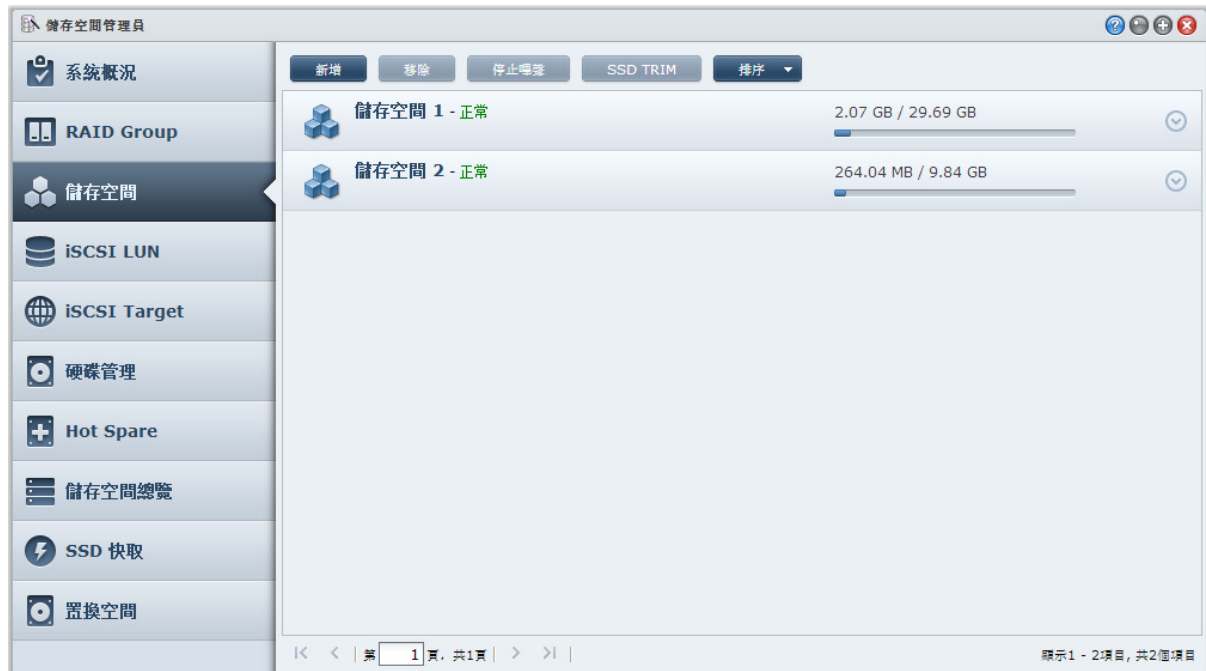 儲存空間管理員
系統概況
RAID Group
儲存空間
iSCSI LUN
iSCSI Target
硬碟管理
Hot Spare
儲存空間總覽
SSD 快取
置換空間
新增 移除 停止嗶聲 SSD TRIM 排序
儲存空間 1 - 正常 2.07 GB / 29.69 GB
儲存空間 2 - 正常 264.04 MB / 9.84 GB
第 1 頁, 共1頁 顯示1 - 2項目, 共2個項目